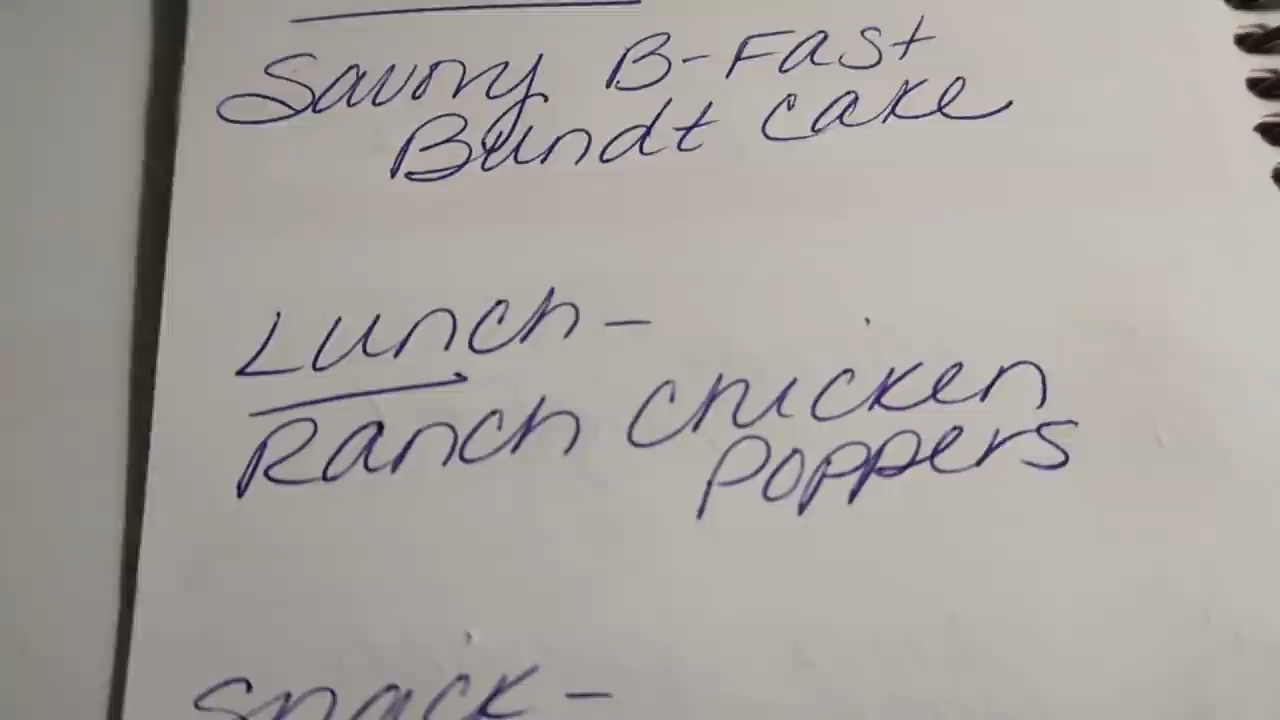 Savory B-Fast
Bundt Cake
Lunch-
Ranch Chicken
Poppers
Snack-